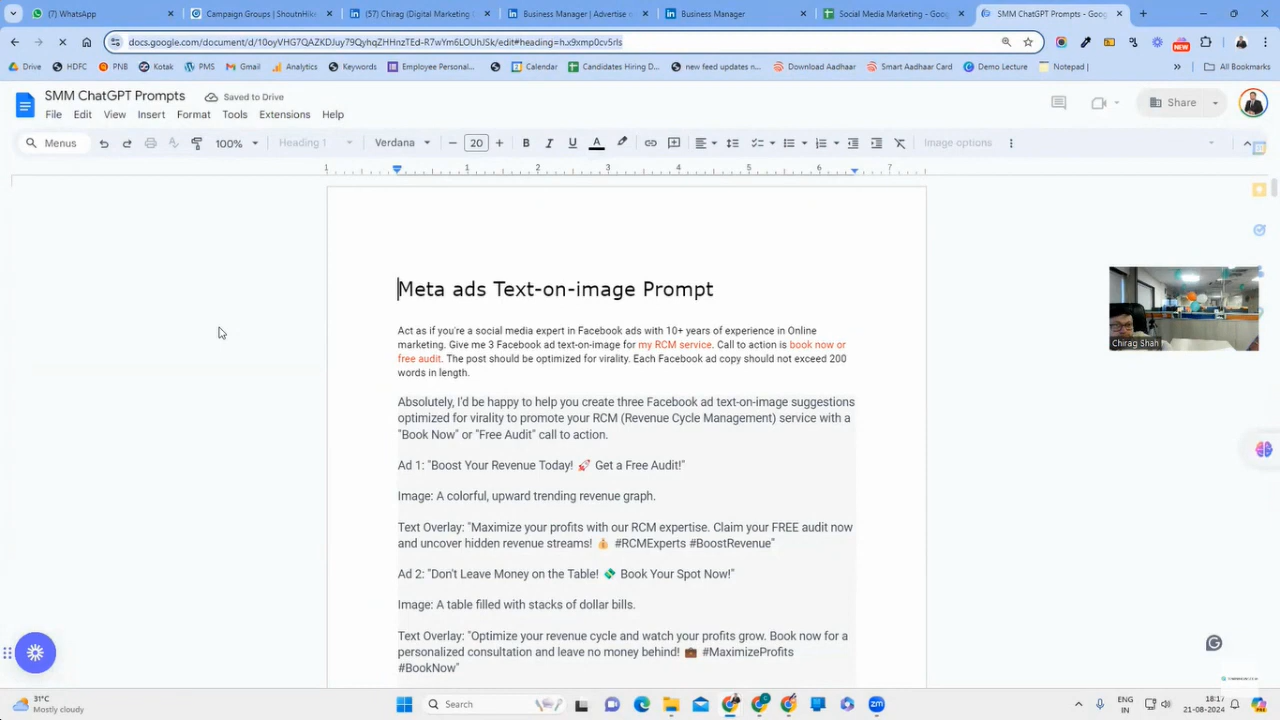 WhatsApp
Campaign Groups | ShoutnHike
(57) Chirag (Digital Marketing
Business Manager | Advertise o
Business Manager
Social Media Marketing - Goog
SMM ChatGPT Prompts - Goog
docs.google.com/document/d/10oyVHG7QAZKDJuy79QyhqZHHnzTEd-R7wYm6LOUhJSk/edit#heading=h.x9xmp0cv5rls
Drive
HDFC
PNB
Kotak
PMS
Gmail
Analytics
Keywords
Employee Personal...
Calendar
Candidates Hiring D...
new feed updates n...
Download Aadhaar
Smart Aadhaar Card
Demo Lecture
Notepad |
All Bookmarks
NEW
SMM ChatGPT Prompts
Saved to Drive
File Edit View Insert Format Tools Extensions Help
Share
Menus
100%
Heading 1
Verdana
20
Image options
1 1 2 3 4 5 6 7
Meta ads Text-on-image Prompt
Act as if you're a social media expert in Facebook ads with 10+ years of experience in Online
marketing. Give me 3 Facebook ad text-on-image for my RCM service. Call to action is book now or
free audit. The post should be optimized for virality. Each Facebook ad copy should not exceed 200
words in length.
Absolutely, I'd be happy to help you create three Facebook ad text-on-image suggestions
optimized for virality to promote your RCM (Revenue Cycle Management) service with a
"Book Now" or "Free Audit" call to action.
Ad 1: "Boost Your Revenue Today! 🚀 Get a Free Audit!"
Image: A colorful, upward trending revenue graph.
Text Overlay: "Maximize your profits with our RCM expertise. Claim your FREE audit now
and uncover hidden revenue streams! 💰 #RCMExperts #BoostRevenue"
Ad 2: "Don't Leave Money on the Table! 💸 Book Your Spot Now!"
Image: A table filled with stacks of dollar bills.
Text Overlay: "Optimize your revenue cycle and watch your profits grow. Book now for a
personalized consultation and leave no money behind! 💼 #MaximizeProfits
#BookNow"
Chirag Shah
31°C
Mostly cloudy
Search
ENG
IN
18:17
21-08-2024